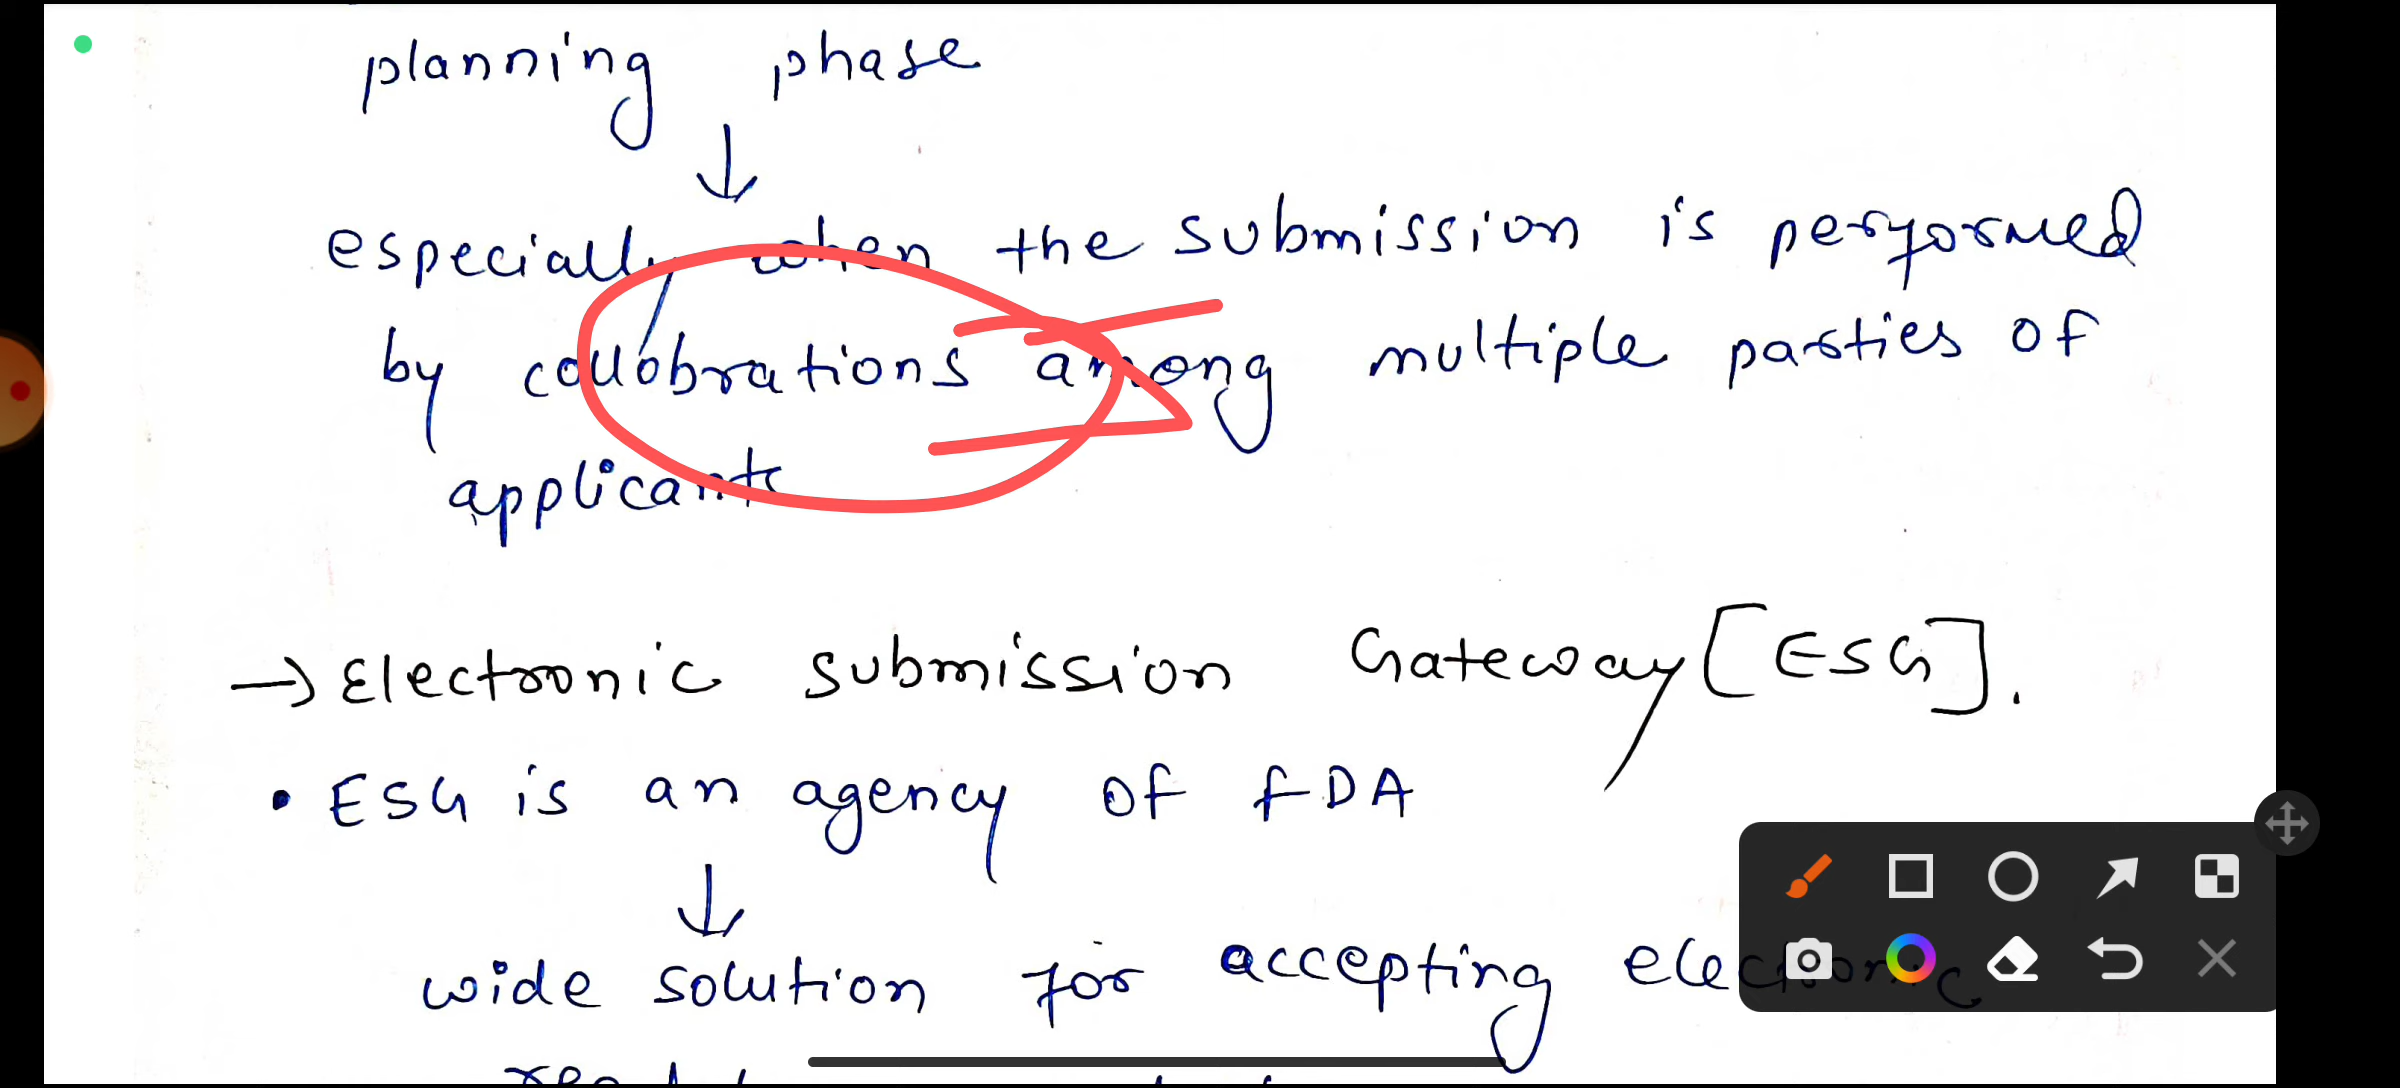 planning phase
↓
especially when the submission is performed
by collobrations among multiple parties of
applicants
→ Electronic submission Gateway [ESG].
• ESG is an agency of FDA
↓
wide solution for accepting electronic